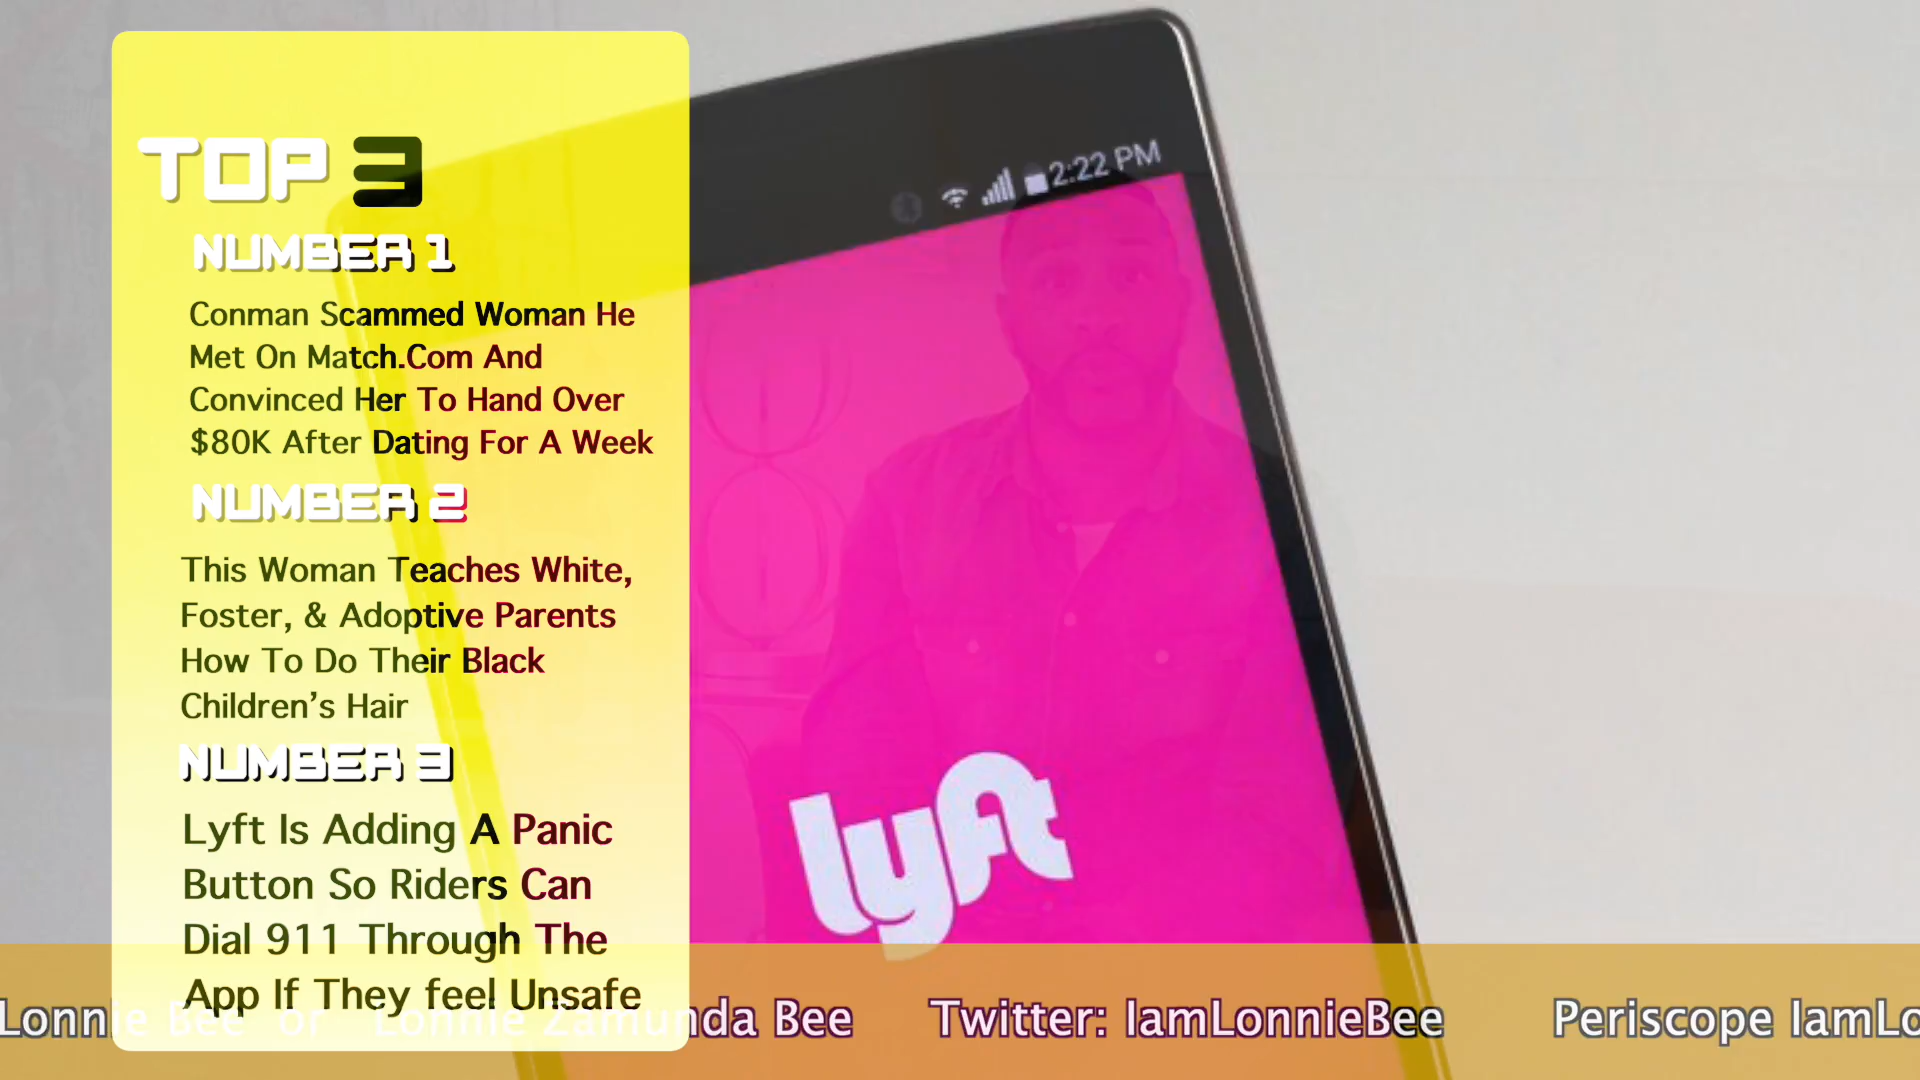 TOP 3
NUMBER 1
Conman Scammed Woman He
Met On Match.Com And
Convinced Her To Hand Over
$80K After Dating For A Week
NUMBER 2
This Woman Teaches White,
Foster, & Adoptive Parents
How To Do Their Black
Children’s Hair
NUMBER 3
Lyft Is Adding A Panic
Button So Riders Can
Dial 911 Through The
App If They feel Unsafe
2:22 PM
lyft
Lonnie Bee or Lonnie Zamunda Bee Twitter: IamLonnieBee Periscope IamLo